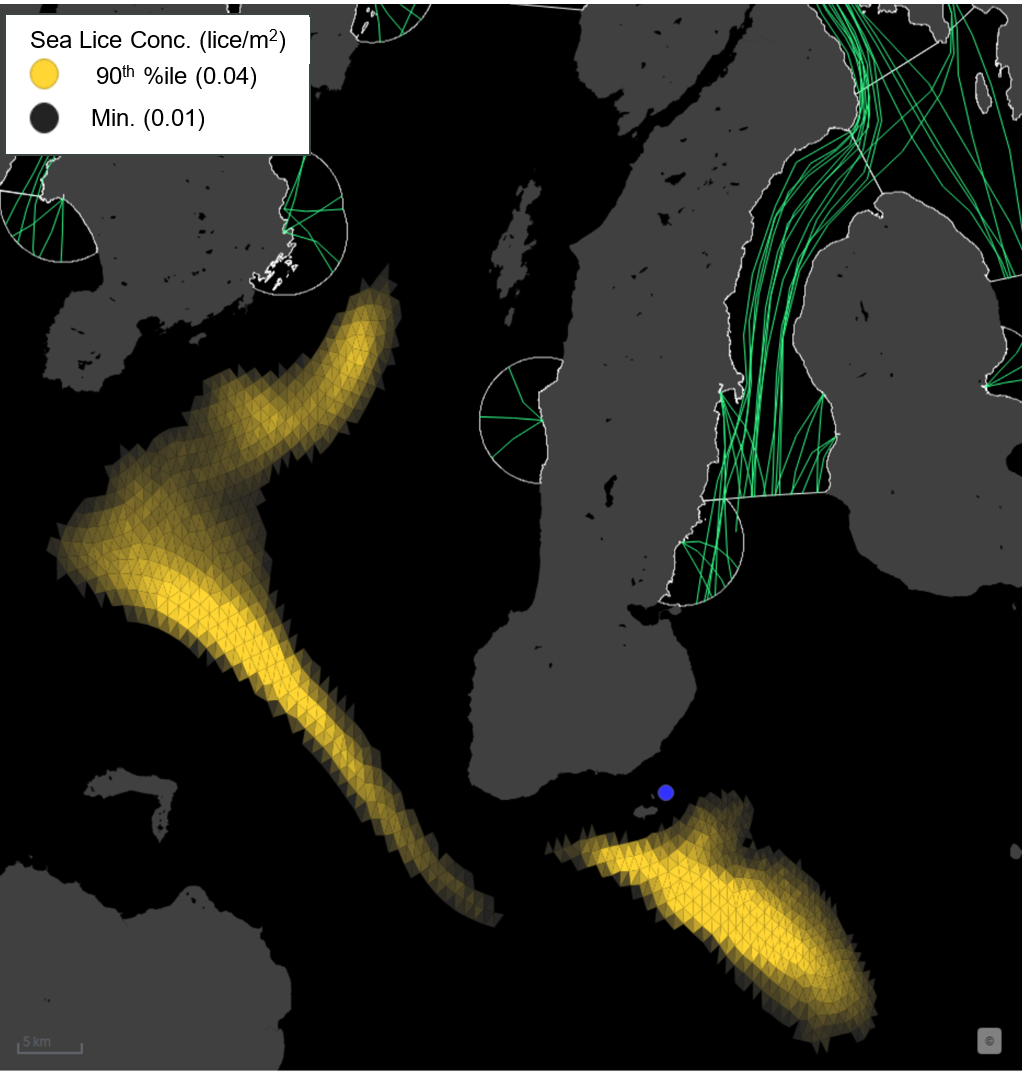 Sea Lice Conc. (lice/m²)
90th %ile (0.04)
Min. (0.01)
5 km
©